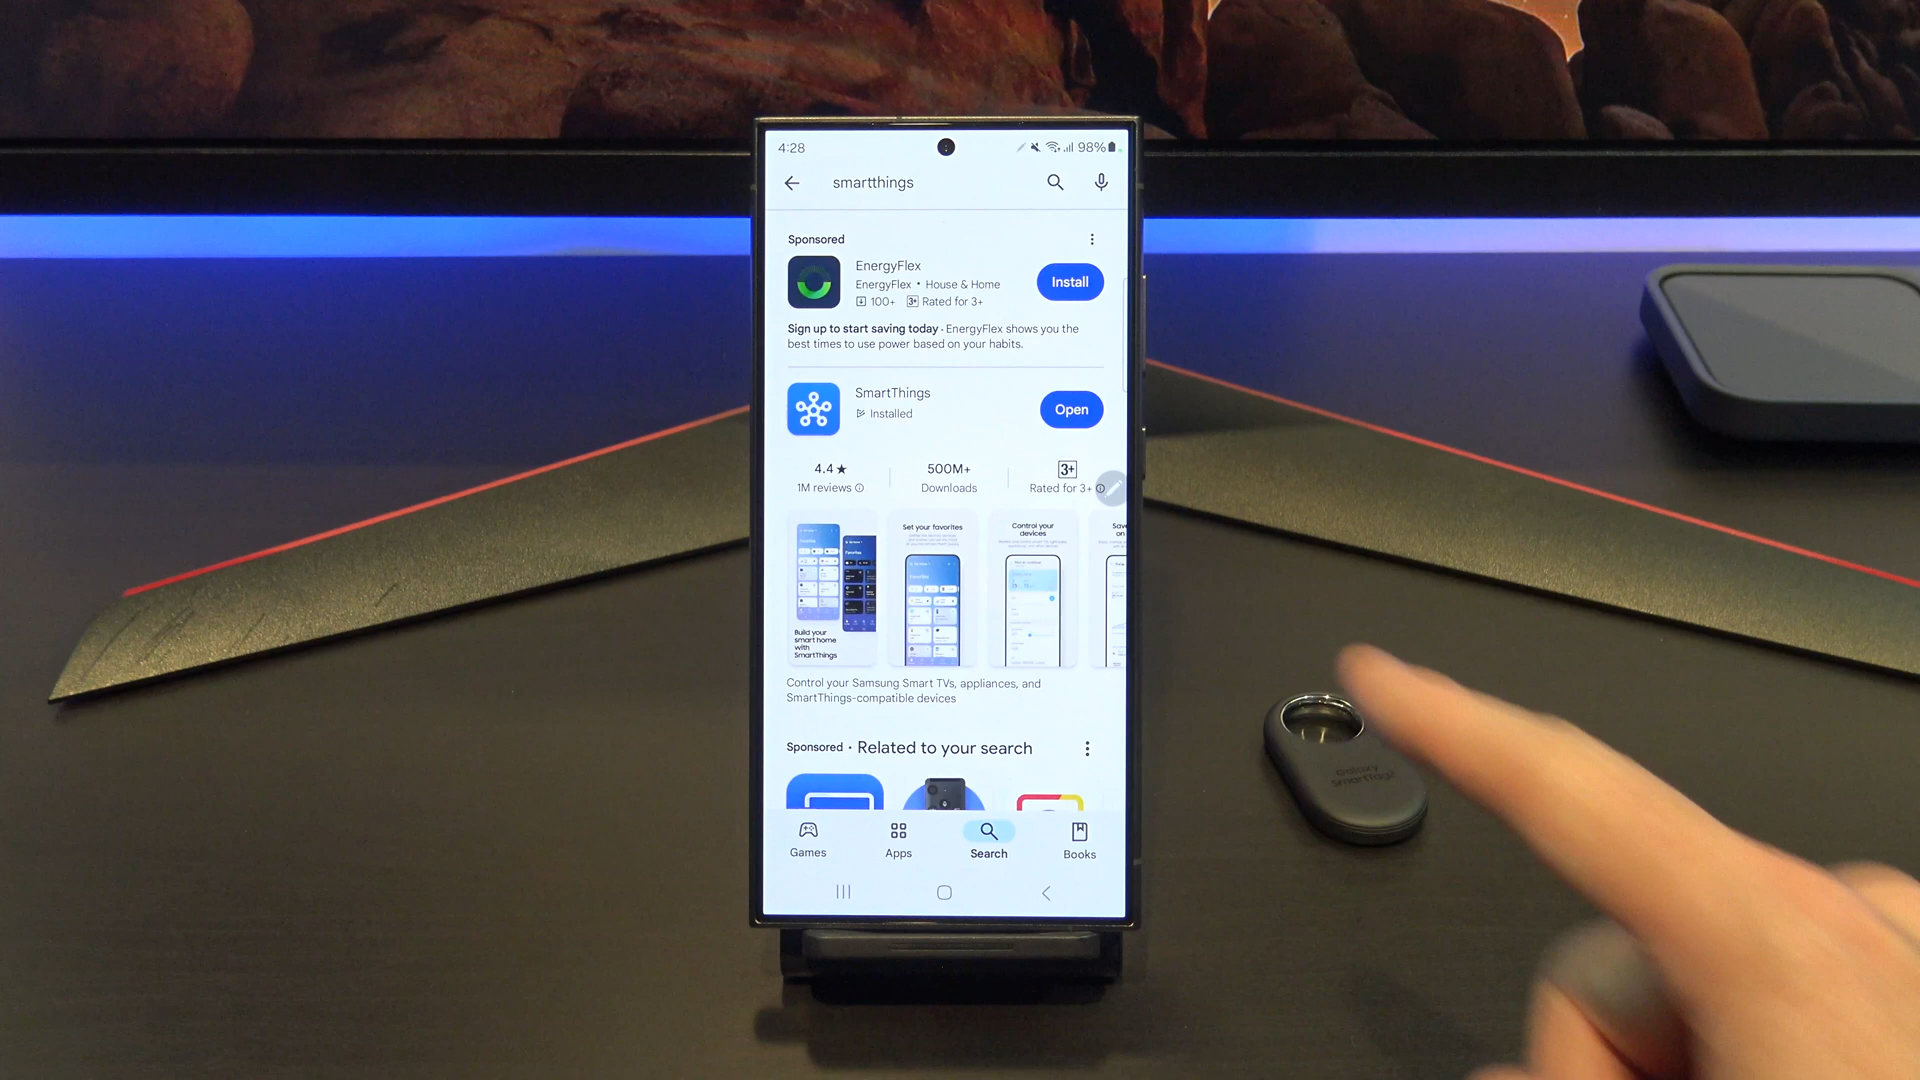 4:28
98%
smartthings
Sponsored
EnergyFlex
EnergyFlex • House & Home
100+ 3+ Rated for 3+
Install
Sign up to start saving today · EnergyFlex shows you the
best times to use power based on your habits.
SmartThings
Installed
Open
4.4★
1M reviews
500M+
Downloads
3+
Rated for 3+
Build your
smart home
with
SmartThings
Set your favorites
Control your
devices
Control your Samsung Smart TVs, appliances, and
SmartThings-compatible devices
Sponsored · Related to your search
Games
Apps
Search
Books
Galaxy
SmartTag2